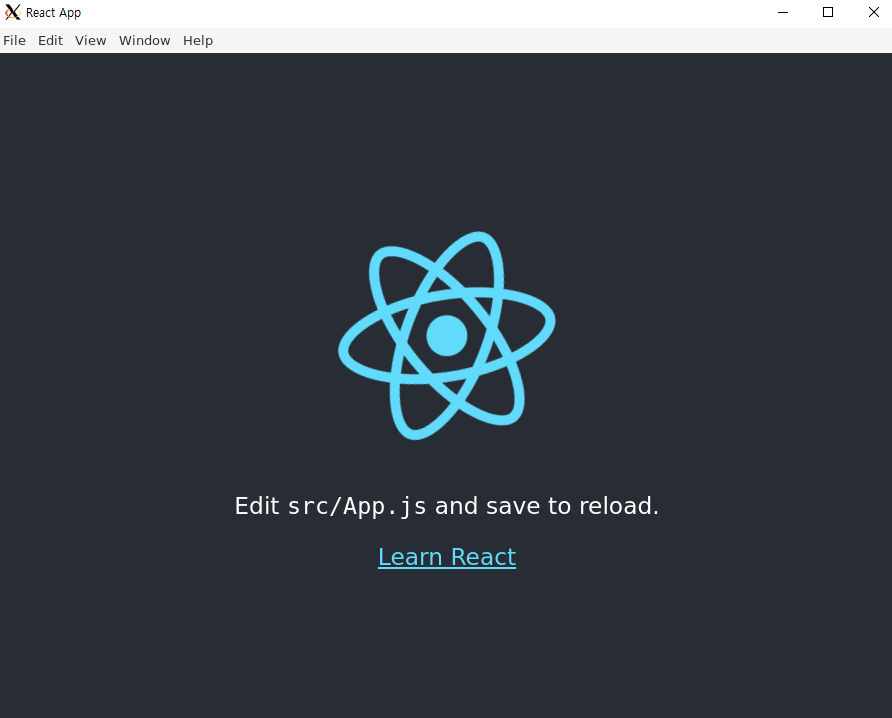 React App
File Edit View Window Help
Edit src/App.js and save to reload.
Learn React